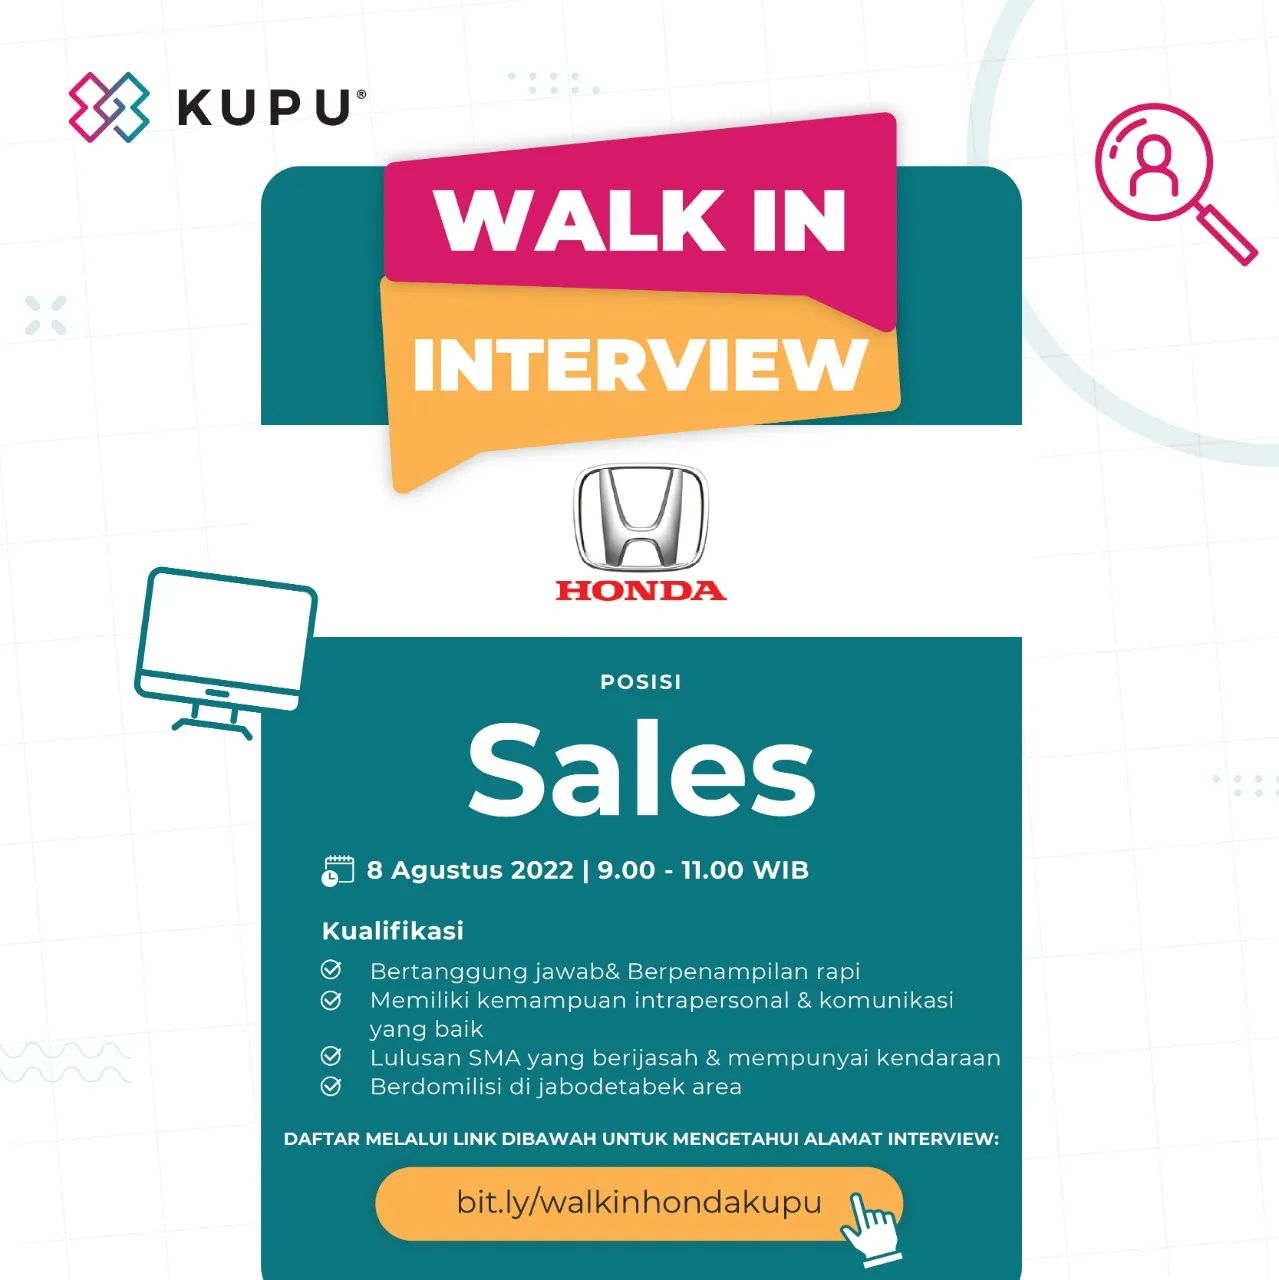 KUPU®
WALK IN
INTERVIEW
HONDA
POSISI
Sales
8 Agustus 2022 | 9.00 - 11.00 WIB
Kualifikasi
Bertanggung jawab& Berpenampilan rapi
Memiliki kemampuan intrapersonal & komunikasi
yang baik
Lulusan SMA yang berijasah & mempunyai kendaraan
Berdomilisi di jabodetabek area
DAFTAR MELALUI LINK DIBAWAH UNTUK MENGETAHUI ALAMAT INTERVIEW:
bit.ly/walkinhondakupu